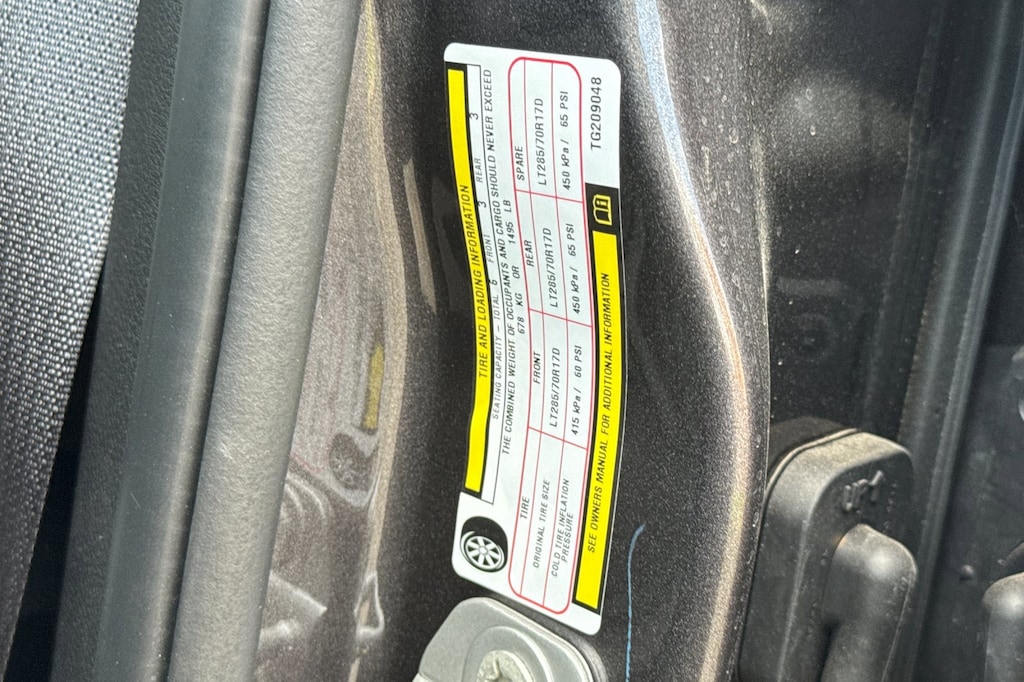 TIRE AND LOADING INFORMATION
SEATING CAPACITY – TOTAL 6 FRONT 3 REAR 3
THE COMBINED WEIGHT OF OCCUPANTS AND CARGO SHOULD NEVER EXCEED
678 KG OR 1495 LB
TIRE FRONT REAR SPARE
ORIGINAL TIRE SIZE LT285/70R17D LT285/70R17D LT285/70R17D
COLD TIRE INFLATION PRESSURE 415 kPa / 60 PSI 450 kPa / 65 PSI 450 kPa / 65 PSI
SEE OWNERS MANUAL FOR ADDITIONAL INFORMATION
TG209048